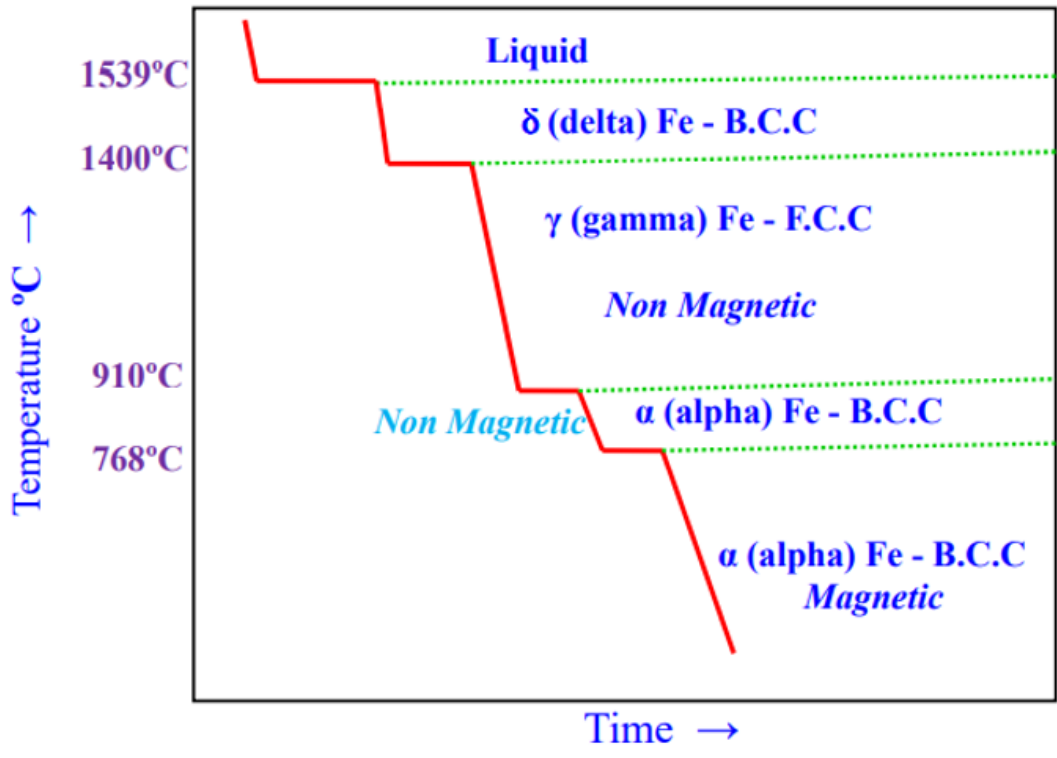 Liquid
1539ºC
δ (delta) Fe - B.C.C
1400ºC
γ (gamma) Fe - F.C.C
Non Magnetic
910ºC
α (alpha) Fe - B.C.C
Non Magnetic
768ºC
α (alpha) Fe - B.C.C
Magnetic
Temperature ºC →
Time →